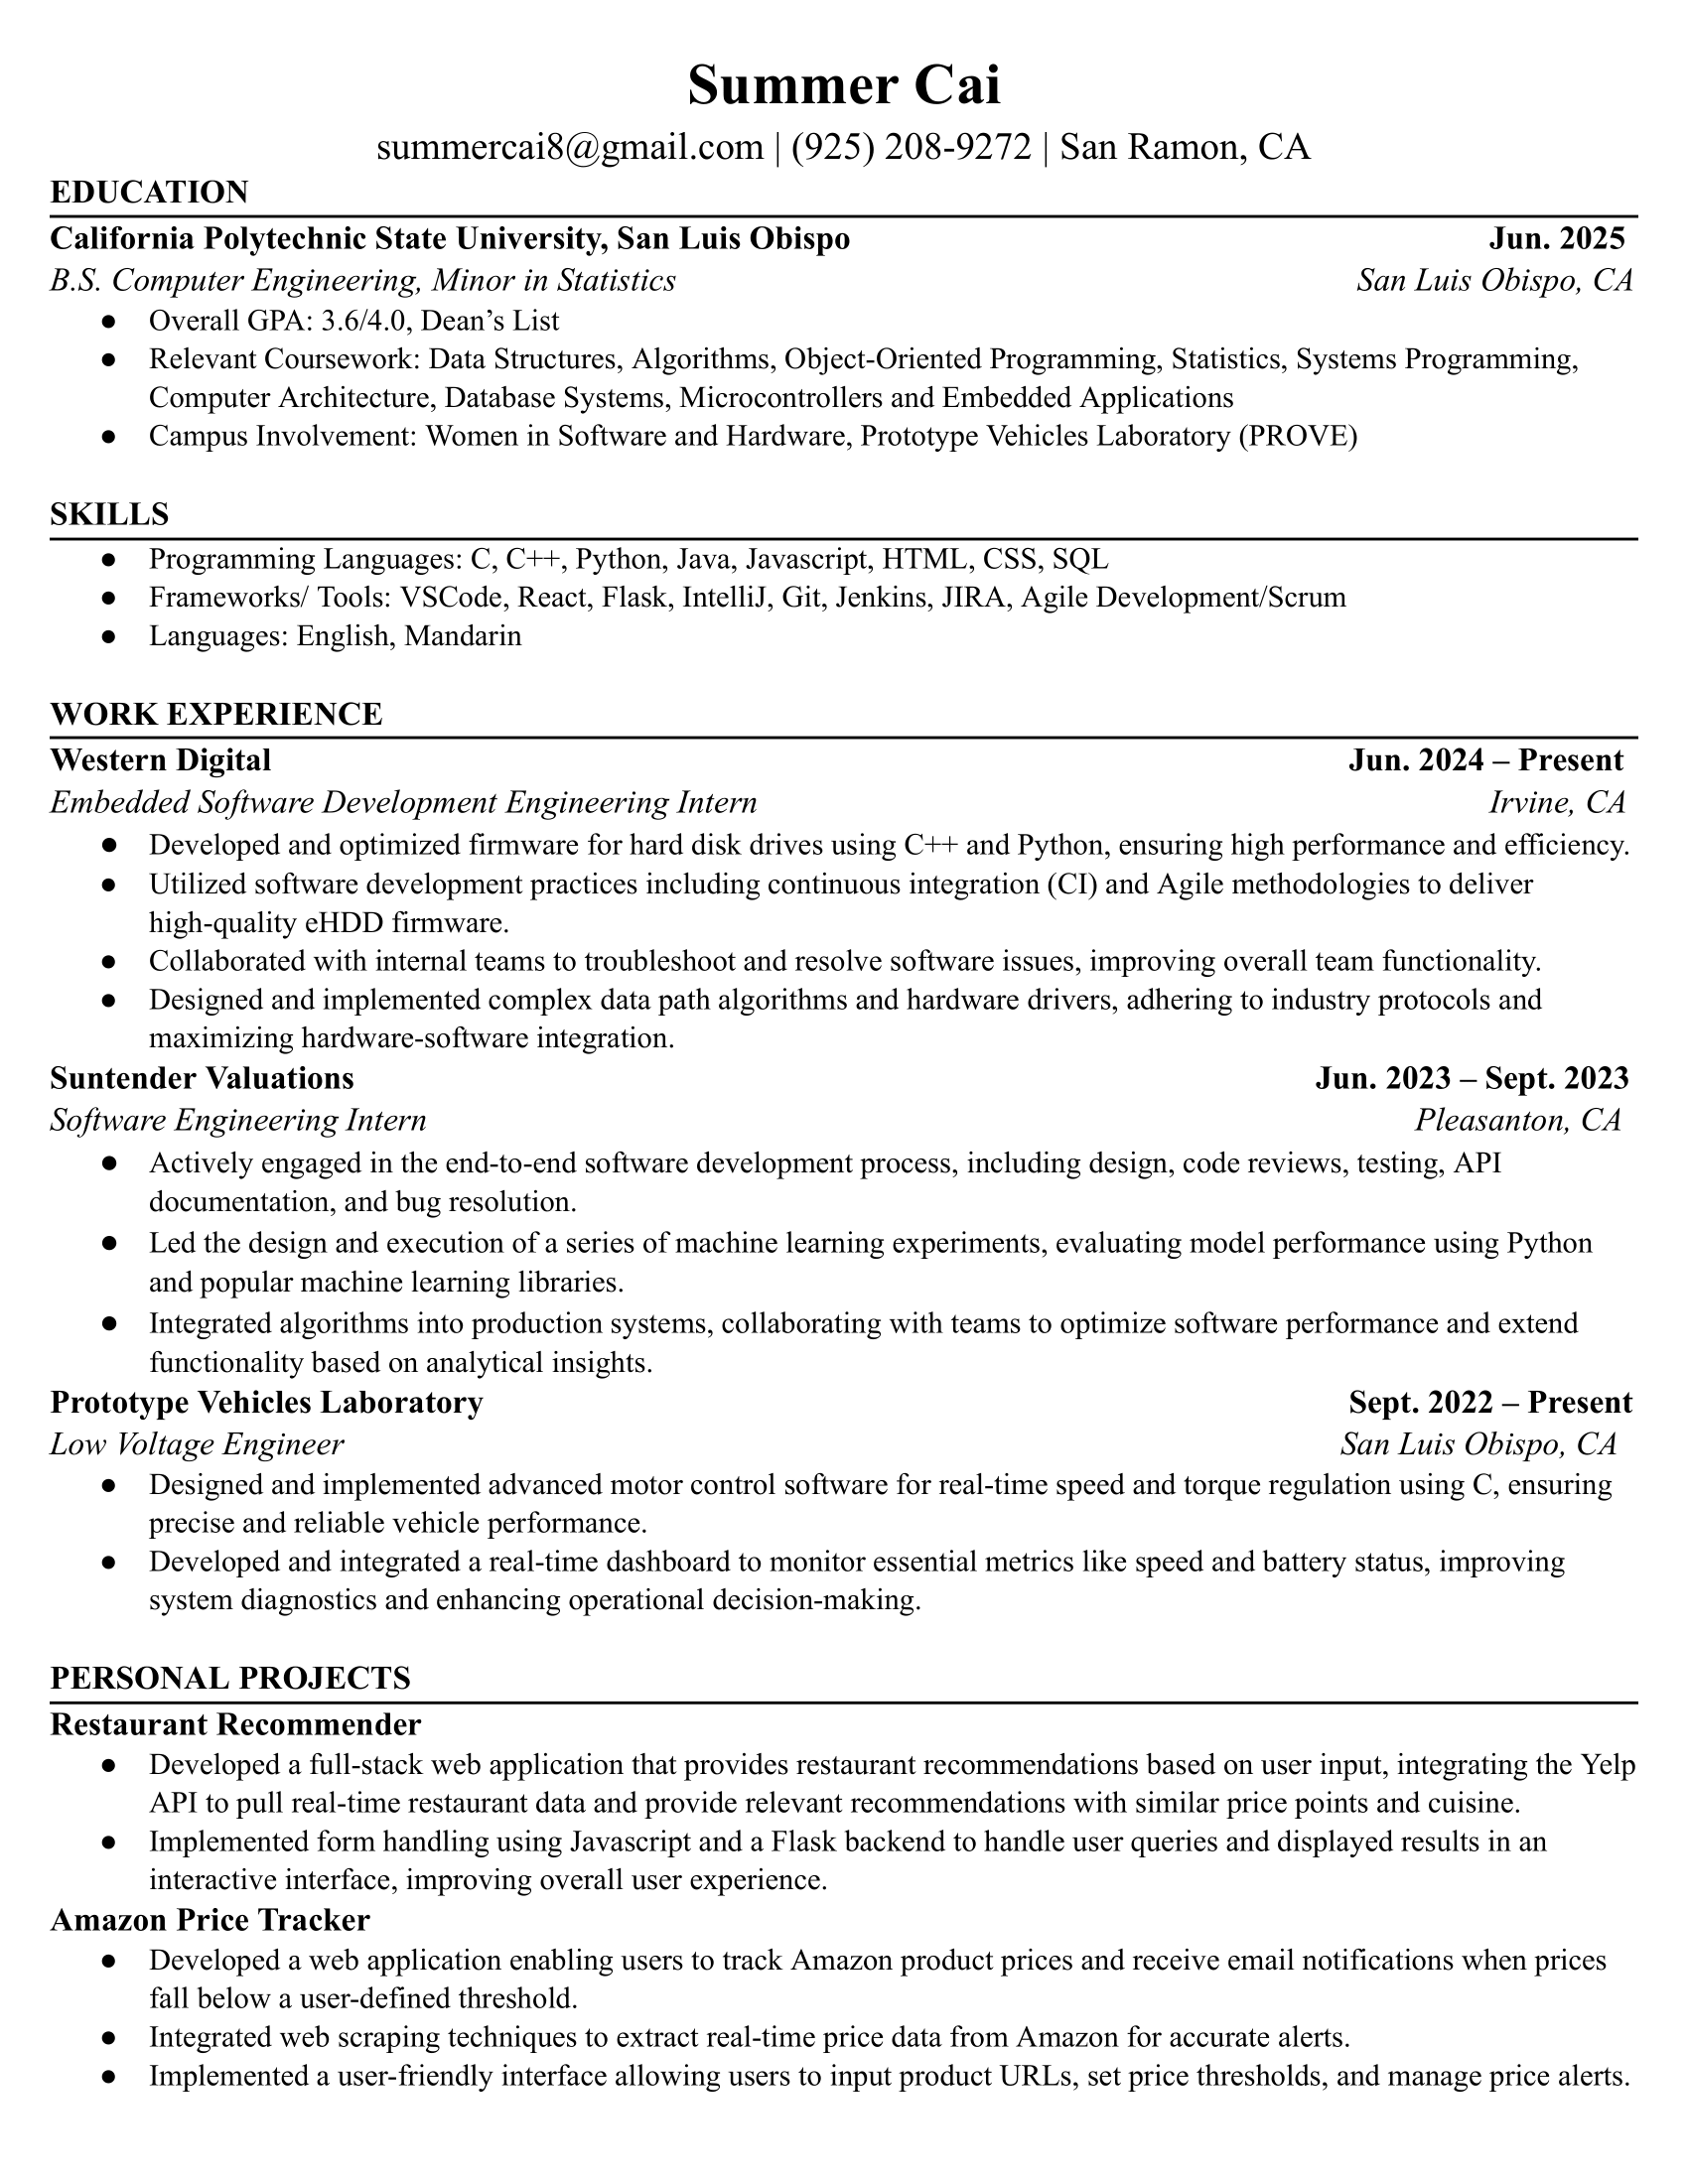 Summer Cai
summercai8@gmail.com | (925) 208-9272 | San Ramon, CA
EDUCATION
California Polytechnic State University, San Luis Obispo Jun. 2025
B.S. Computer Engineering, Minor in Statistics San Luis Obispo, CA
● Overall GPA: 3.6/4.0, Dean’s List
● Relevant Coursework: Data Structures, Algorithms, Object-Oriented Programming, Statistics, Systems Programming,
Computer Architecture, Database Systems, Microcontrollers and Embedded Applications
● Campus Involvement: Women in Software and Hardware, Prototype Vehicles Laboratory (PROVE)
SKILLS
● Programming Languages: C, C++, Python, Java, Javascript, HTML, CSS, SQL
● Frameworks/ Tools: VSCode, React, Flask, IntelliJ, Git, Jenkins, JIRA, Agile Development/Scrum
● Languages: English, Mandarin
WORK EXPERIENCE
Western Digital Jun. 2024 – Present
Embedded Software Development Engineering Intern Irvine, CA
● Developed and optimized firmware for hard disk drives using C++ and Python, ensuring high performance and efficiency.
● Utilized software development practices including continuous integration (CI) and Agile methodologies to deliver
high-quality eHDD firmware.
● Collaborated with internal teams to troubleshoot and resolve software issues, improving overall team functionality.
● Designed and implemented complex data path algorithms and hardware drivers, adhering to industry protocols and
maximizing hardware-software integration.
Suntender Valuations Jun. 2023 – Sept. 2023
Software Engineering Intern Pleasanton, CA
● Actively engaged in the end-to-end software development process, including design, code reviews, testing, API
documentation, and bug resolution.
● Led the design and execution of a series of machine learning experiments, evaluating model performance using Python
and popular machine learning libraries.
● Integrated algorithms into production systems, collaborating with teams to optimize software performance and extend
functionality based on analytical insights.
Prototype Vehicles Laboratory Sept. 2022 – Present
Low Voltage Engineer San Luis Obispo, CA
● Designed and implemented advanced motor control software for real-time speed and torque regulation using C, ensuring
precise and reliable vehicle performance.
● Developed and integrated a real-time dashboard to monitor essential metrics like speed and battery status, improving
system diagnostics and enhancing operational decision-making.
PERSONAL PROJECTS
Restaurant Recommender
● Developed a full-stack web application that provides restaurant recommendations based on user input, integrating the Yelp
API to pull real-time restaurant data and provide relevant recommendations with similar price points and cuisine.
● Implemented form handling using Javascript and a Flask backend to handle user queries and displayed results in an
interactive interface, improving overall user experience.
Amazon Price Tracker
● Developed a web application enabling users to track Amazon product prices and receive email notifications when prices
fall below a user-defined threshold.
● Integrated web scraping techniques to extract real-time price data from Amazon for accurate alerts.
● Implemented a user-friendly interface allowing users to input product URLs, set price thresholds, and manage price alerts.